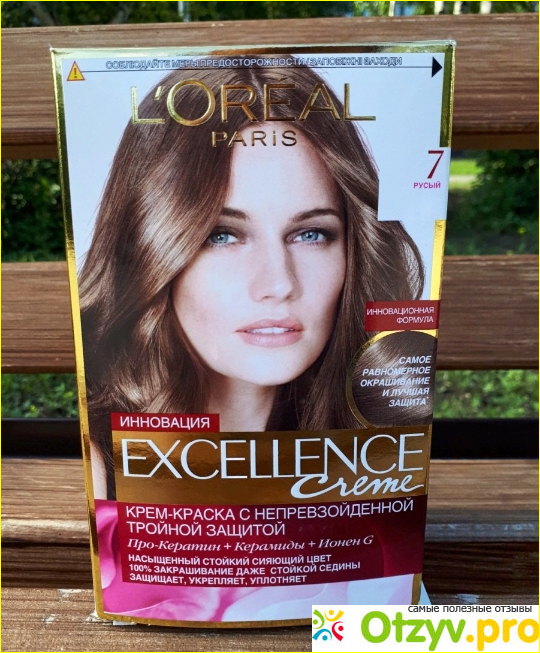 СОБЛЮДАЙТЕ МЕРЫ ПРЕДОСТОРОЖНОСТИ/ЗАПОБІЖНІ ЗАХОДИ
L'ORÉAL
PARIS
7
РУСЫЙ
ИННОВАЦИОННАЯ
ФОРМУЛА
САМОЕ
РАВНОМЕРНОЕ
ОКРАШИВАНИЕ
И ЛУЧШАЯ
ЗАЩИТА*
ИННОВАЦИЯ
EXCELLENCE
Creme
КРЕМ-КРАСКА С НЕПРЕВЗОЙДЕННОЙ
ТРОЙНОЙ ЗАЩИТОЙ
Про-Кератин + Керамиды + Ионен G
НАСЫЩЕННЫЙ СТОЙКИЙ СИЯЮЩИЙ ЦВЕТ
100% ЗАКРАШИВАНИЕ ДАЖЕ СТОЙКОЙ СЕДИНЫ
ЗАЩИЩАЕТ, УКРЕПЛЯЕТ, УПЛОТНЯЕТ
самые полезные отзывы
Otzyv.pro